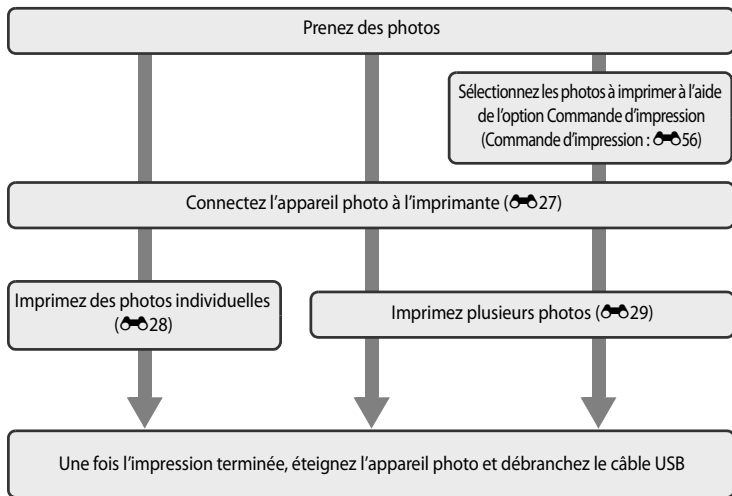 Prenez des photos
Sélectionnez les photos à imprimer à l’aide
de l’option Commande d’impression
(Commande d’impression : 56)
Connectez l’appareil photo à l’imprimante (27)
Imprimez des photos individuelles
(28)
Imprimez plusieurs photos (29)
Une fois l’impression terminée, éteignez l’appareil photo et débranchez le câble USB